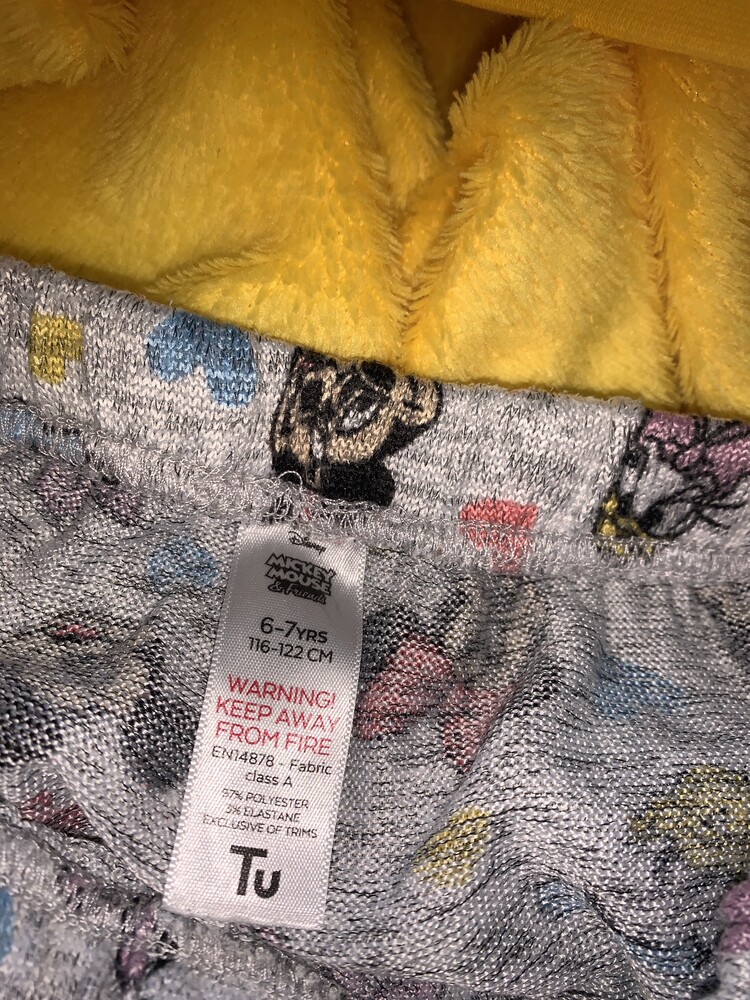 Disney
MICKEY
MOUSE
& Friends
6-7YRS
116-122 CM
WARNING!
KEEP AWAY
FROM FIRE
EN14878 - Fabric
class A
97% POLYESTER
3% ELASTANE
EXCLUSIVE OF TRIMS
Tu